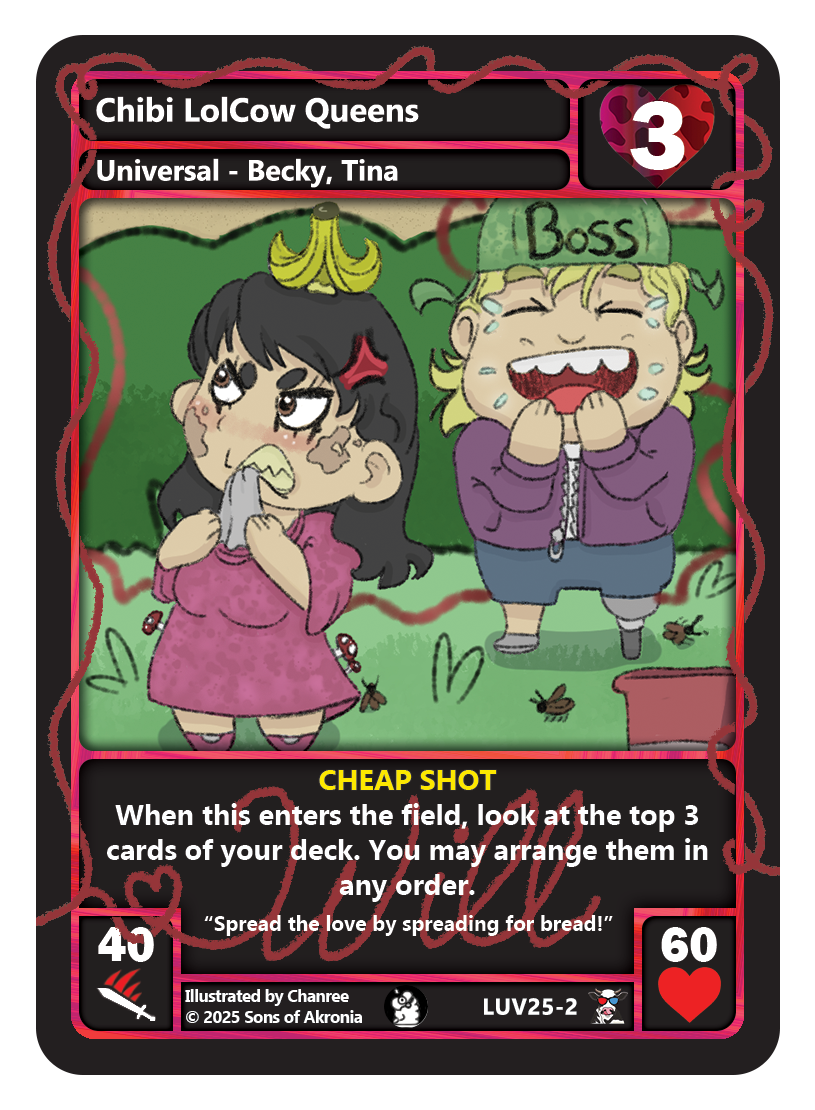 Chibi LolCow Queens
3
Universal - Becky, Tina
BOSS
CHEAP SHOT
When this enters the field, look at the top 3
cards of your deck. You may arrange them in
any order.
Will
“Spread the love by spreading for bread!”
40
60
Illustrated by Chanree
© 2025 Sons of Akronia
LUV25-2